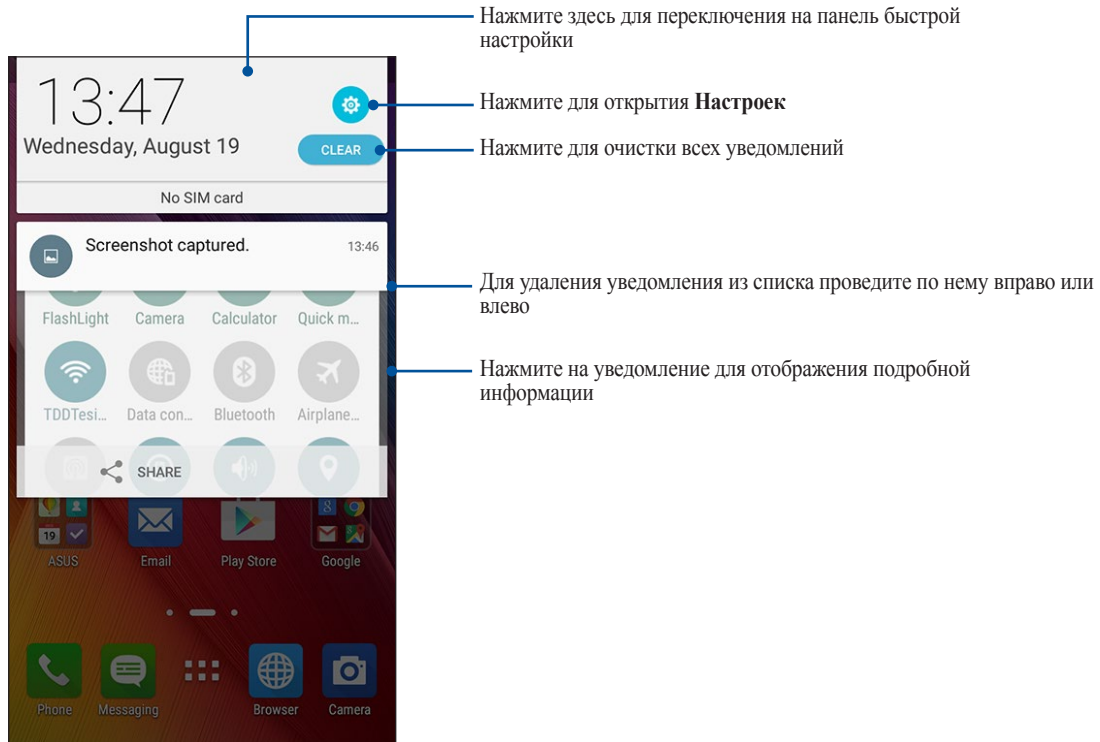 Нажмите здесь для переключения на панель быстрой
настройки
13:47
Нажмите для открытия Настроек
Wednesday, August 19
CLEAR
Нажмите для очистки всех уведомлений
No SIM card
Screenshot captured.
13:46
Для удаления уведомления из списка проведите по нему вправо или
влево
FlashLight Camera Calculator Quick m...
Нажмите на уведомление для отображения подробной
информации
TDDTesi... Data con... Bluetooth Airplane...
SHARE
19
8
ASUS Email Play Store Google
Phone Messaging Browser Camera